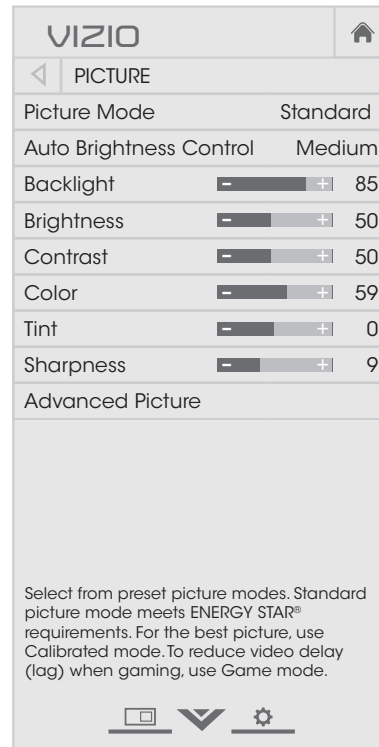 VIZIO
PICTURE
Picture Mode Standard
Auto Brightness Control Medium
Backlight - + 85
Brightness - + 50
Contrast - + 50
Color - + 59
Tint - + 0
Sharpness - + 9
Advanced Picture
Select from preset picture modes. Standard
picture mode meets ENERGY STAR®
requirements. For the best picture, use
Calibrated mode. To reduce video delay
(lag) when gaming, use Game mode.